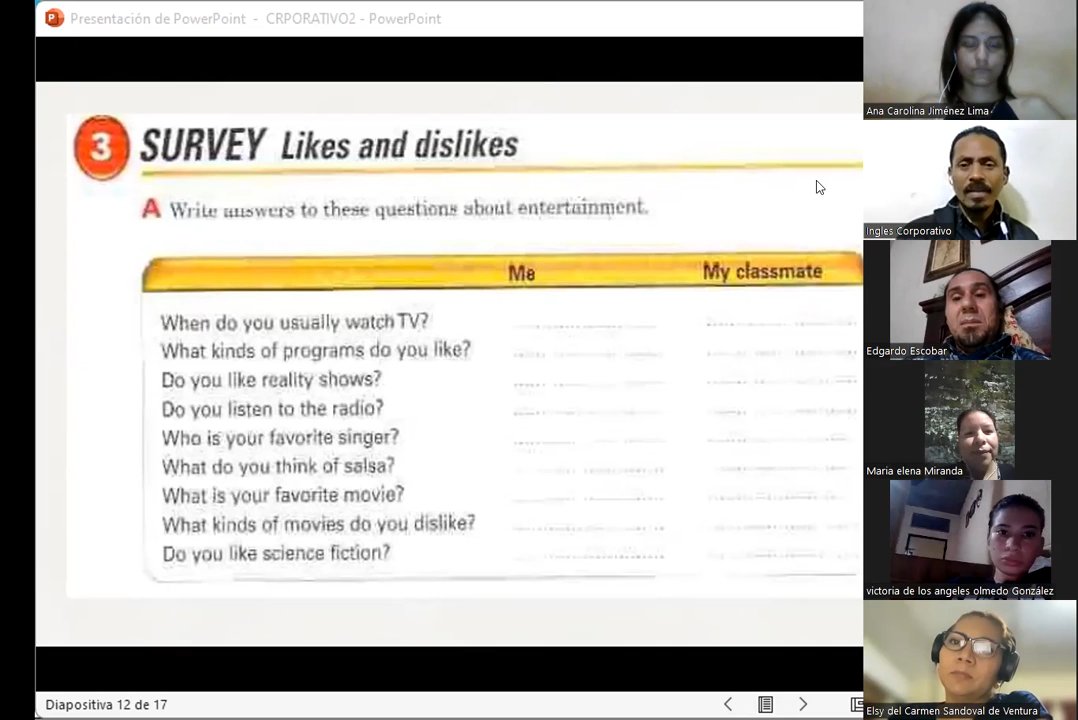 Presentación de PowerPoint - CRPORATIVO2 - PowerPoint
3 SURVEY Likes and dislikes
A Write answers to these questions about entertainment.
Me My classmate
When do you usually watch TV?
What kinds of programs do you like?
Do you like reality shows?
Do you listen to the radio?
Who is your favorite singer?
What do you think of salsa?
What is your favorite movie?
What kinds of movies do you dislike?
Do you like science fiction?
Diapositiva 12 de 17
Ana Carolina Jiménez Lima
Ingles Corporativo
Edgardo Escobar
Maria elena Miranda
victoria de los angeles olmedo González
Elsy del Carmen Sandoval de Ventura